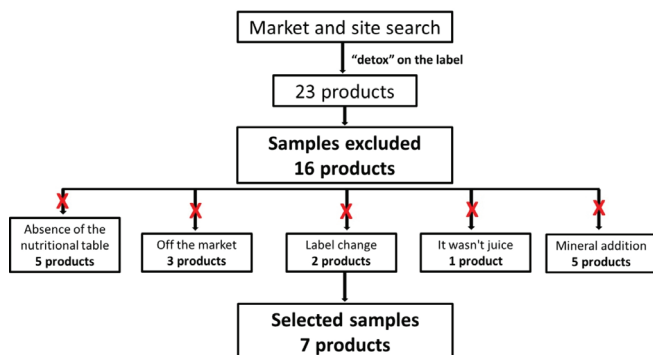 Market and site search
“detox” on the label
23 products
Samples excluded
16 products
Absence of the
nutritional table
5 products
Off the market
3 products
Label change
2 products
It wasn't juice
1 product
Mineral addition
5 products
Selected samples
7 products